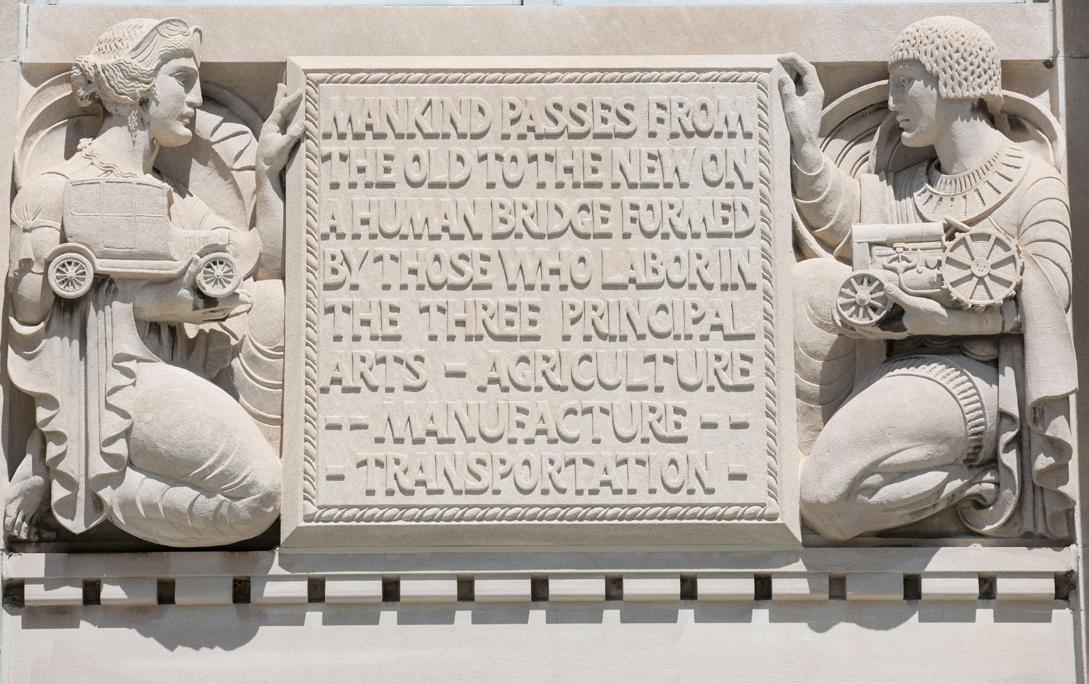 MANKIND PASSES FROM
THE OLD TO THE NEW ON
A HUMAN BRIDGE FORMED
BY THOSE WHO LABOR IN
THE THREE PRINCIPAL
ARTS - AGRICULTURE
-- MANUFACTURE --
- TRANSPORTATION -